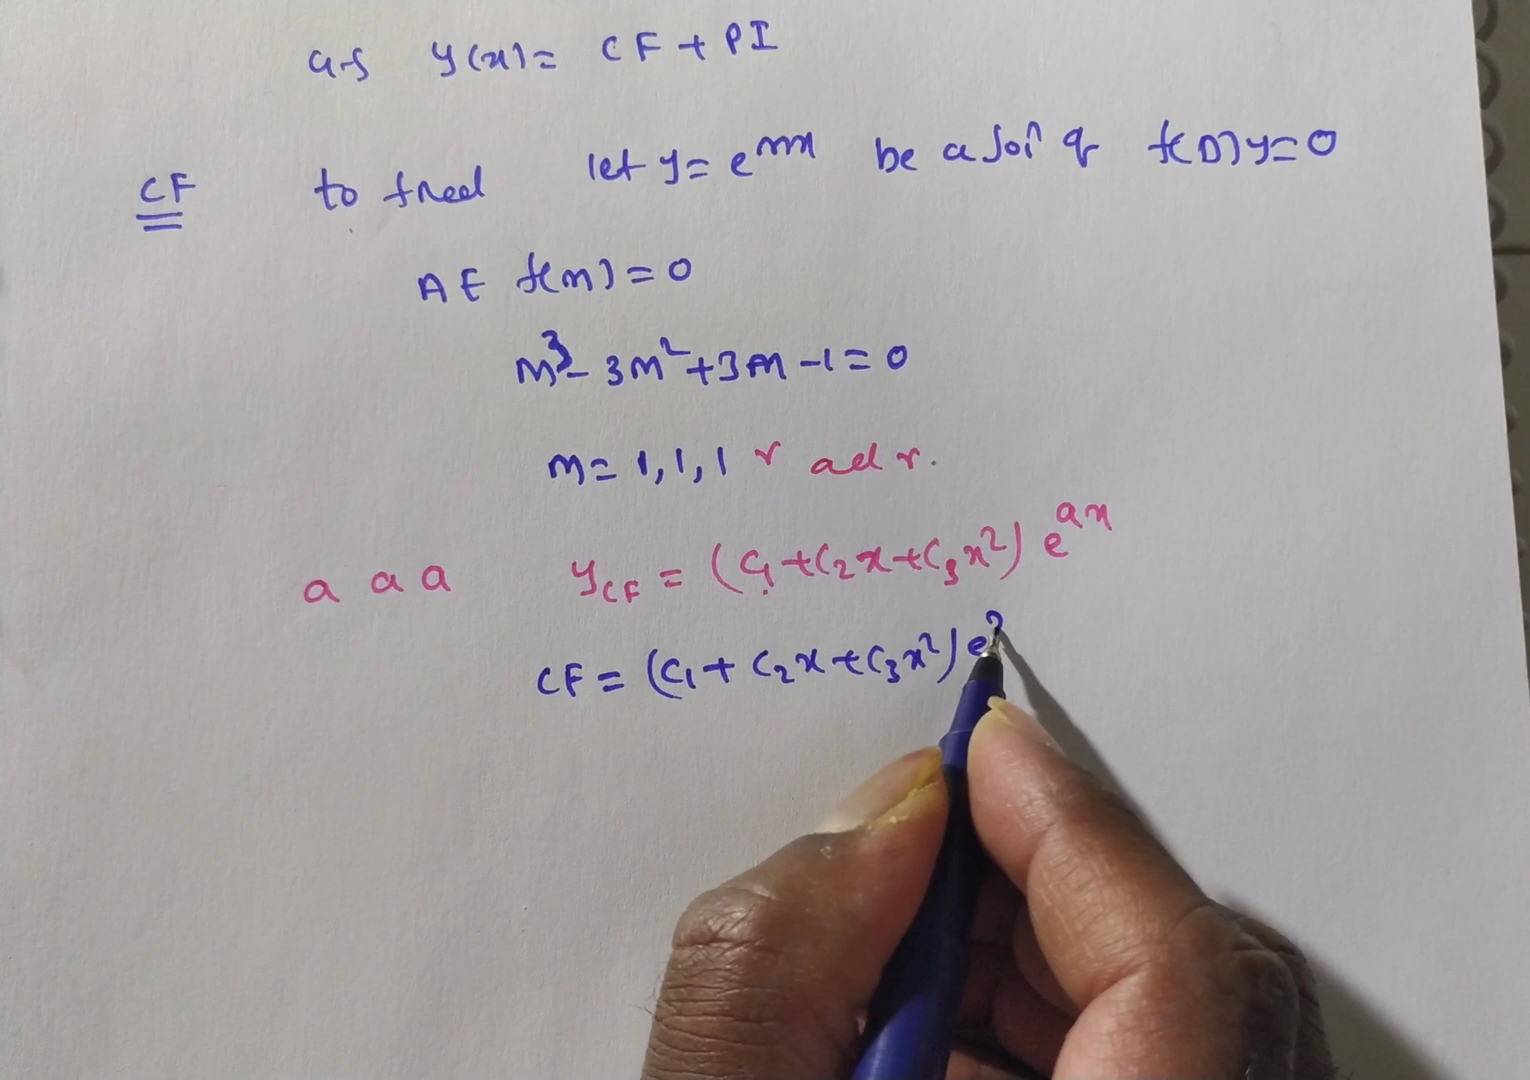 G.S y(x) = CF + PI
CF to find let y = e^mx be a sol^n of f(D)y = 0
AE f(m) = 0
m³ - 3m² + 3m - 1 = 0
m = 1, 1, 1 r and r.
a a a y_CF = (C₁ + C₂x + C₃x²) e^ax
CF = (C₁ + C₂x + C₃x²) e